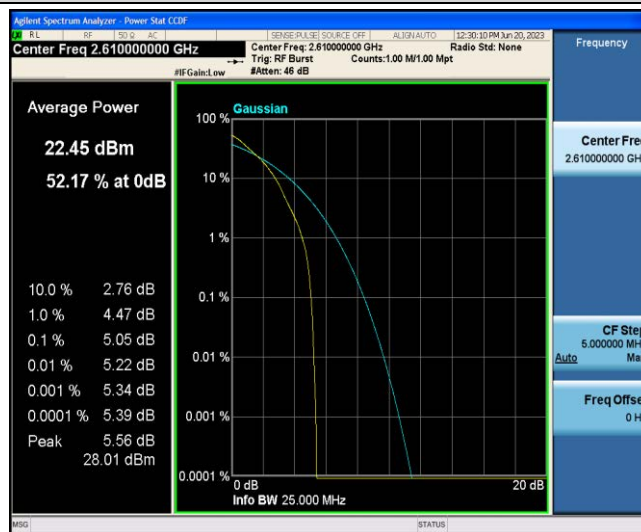 Agilent Spectrum Analyzer - Power Stat CCDF
RL RF 50 Ω AC SENSE:PULSE SOURCE OFF ALIGNAUTO 12:30:10 PM Jun 20, 2023
Center Freq 2.610000000 GHz
Center Freq: 2.610000000 GHz Radio Std: None
Trig: RF Burst Counts:1.00 M/1.00 Mpt
#IFGain:Low #Atten: 46 dB
Frequency
Average Power
22.45 dBm
52.17 % at 0dB
10.0 % 2.76 dB
1.0 % 4.47 dB
0.1 % 5.05 dB
0.01 % 5.22 dB
0.001 % 5.34 dB
0.0001 % 5.39 dB
Peak 5.56 dB
28.01 dBm
Gaussian
100 %
10 %
1 %
0.1 %
0.01 %
0.001 %
0.0001 %
0 dB 20 dB
Info BW 25.000 MHz
Center Fre
2.610000000 GH
CF Ste
5.000000 MH
Auto Ma
Freq Offse
0 H
MSG STATUS